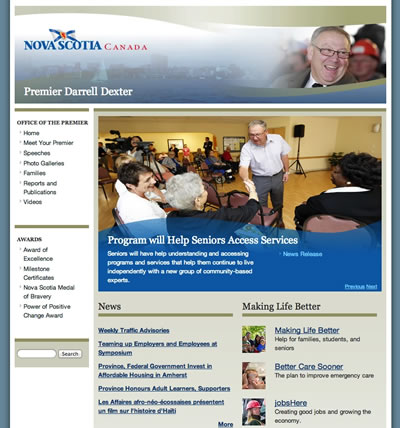 NOVA SCOTIA CANADA
Premier Darrell Dexter
OFFICE OF THE PREMIER
Home
Meet Your Premier
Speeches
Photo Galleries
Families
Reports and
Publications
Videos
AWARDS
Award of
Excellence
Milestone
Certificates
Nova Scotia Medal
of Bravery
Power of Positive
Change Award
Search
Program will Help Seniors Access Services
Seniors will have help understanding and accessing
programs and services that help them continue to live
independently with a new group of community-based
experts.
News Release
Previous Next
News
Weekly Traffic Advisories
Teaming up Employers and Employees at
Symposium
Province, Federal Government Invest in
Affordable Housing in Amherst
Province Honours Adult Learners, Supporters
Les Affaires afro-néo-écossaises présentent
un film sur l'histoire d'Haïti
More
Making Life Better
Making Life Better
Help for families, students, and
seniors
Better Care Sooner
The plan to improve emergency care
jobsHere
Creating good jobs and growing the
economy.